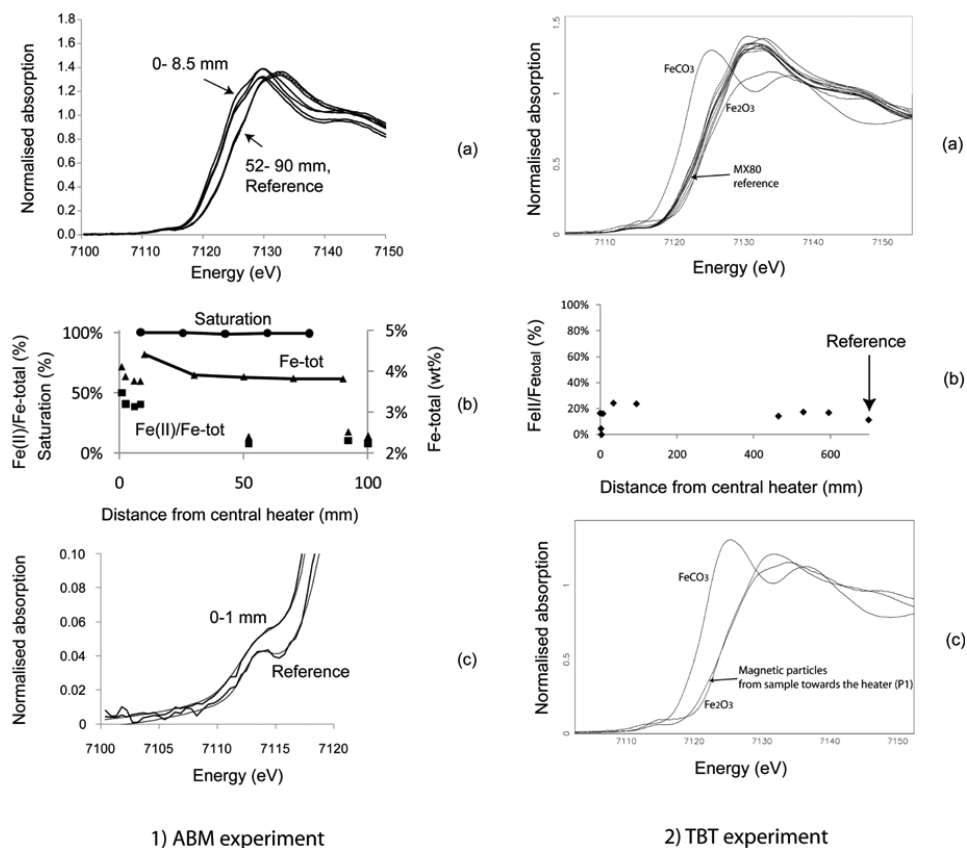 Normalised absorption
1.8
1.6
1.4
1.2
1.0
0.8
0.6
0.4
0.2
0.0
0- 8.5 mm
52- 90 mm,
Reference
7100 7110 7120 7130 7140 7150
Energy (eV)
(a)
Fe(II)/Fe-total (%)
Saturation (%)
100%
50%
0%
Saturation
Fe-tot
Fe(II)/Fe-tot
5%
4%
3%
2%
Fe-total (wt%)
0 50 100
Distance from central heater (mm)
(b)
Normalised absorption
0.10
0.08
0.06
0.04
0.02
0
0-1 mm
Reference
7100 7105 7110 7115 7120
Energy (eV)
(c)
1) ABM experiment
Normalised absorption
1.5
1
0.5
0
FeCO3
Fe2O3
MX80
reference
7110 7120 7130 7140 7150
Energy (eV)
(a)
FeII/Fetotal (%)
100%
80%
60%
40%
20%
0%
Reference
0 200 400 600
Distance from central heater (mm)
(b)
Normalised absorption
1
0.5
0
FeCO3
Magnetic particles
from sample towards the heater (P1)
Fe2O3
7110 7120 7130 7140 7150
Energy (eV)
(c)
2) TBT experiment